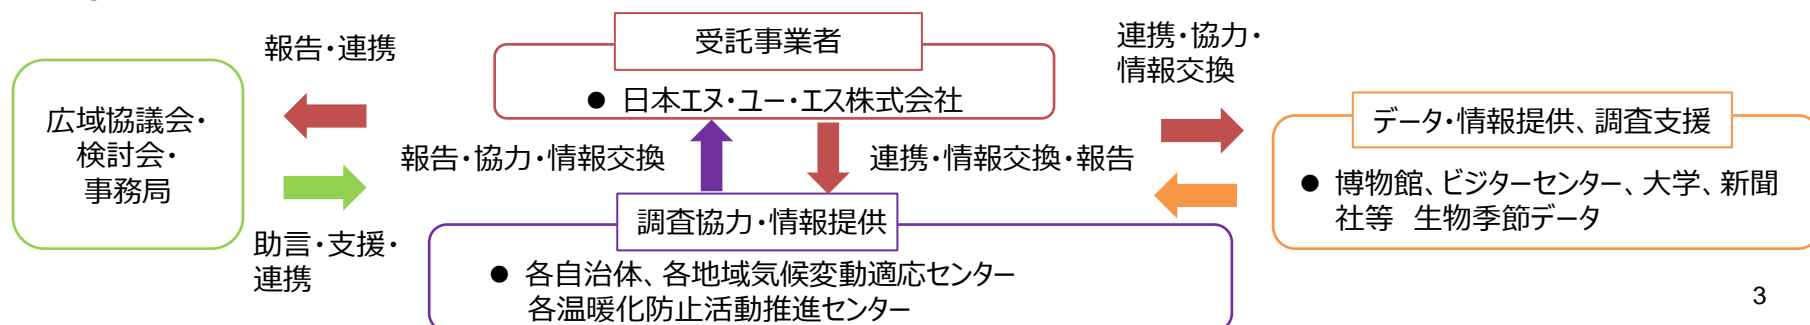 報告・連携
広域協議会・
検討会・
事務局
助言・支援・
連携
受託事業者
● 日本エヌ・ユー・エス株式会社
報告・協力・情報交換
連携・情報交換・報告
調査協力・情報提供
● 各自治体、各地域気候変動適応センター
各温暖化防止活動推進センター
連携・協力・
情報交換
データ・情報提供、調査支援
● 博物館、ビジターセンター、大学、新聞
社等 生物季節データ
3